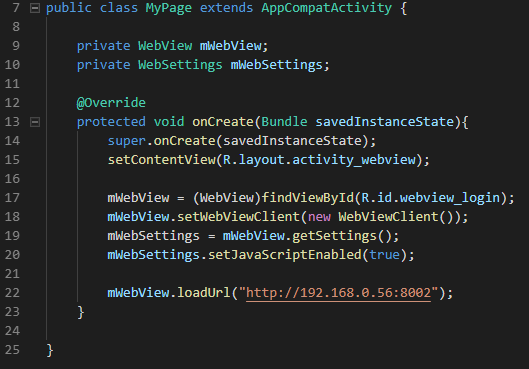 7 public class MyPage extends AppCompatActivity {
8
9 private WebView mWebView;
10 private WebSettings mWebSettings;
11
12 @Override
13 protected void onCreate(Bundle savedInstanceState){
14 super.onCreate(savedInstanceState);
15 setContentView(R.layout.activity_webview);
16
17 mWebView = (WebView)findViewById(R.id.webview_login);
18 mWebView.setWebViewClient(new WebViewClient());
19 mWebSettings = mWebView.getSettings();
20 mWebSettings.setJavaScriptEnabled(true);
21
22 mWebView.loadUrl("http://192.168.0.56:8002");
23 }
24
25 }